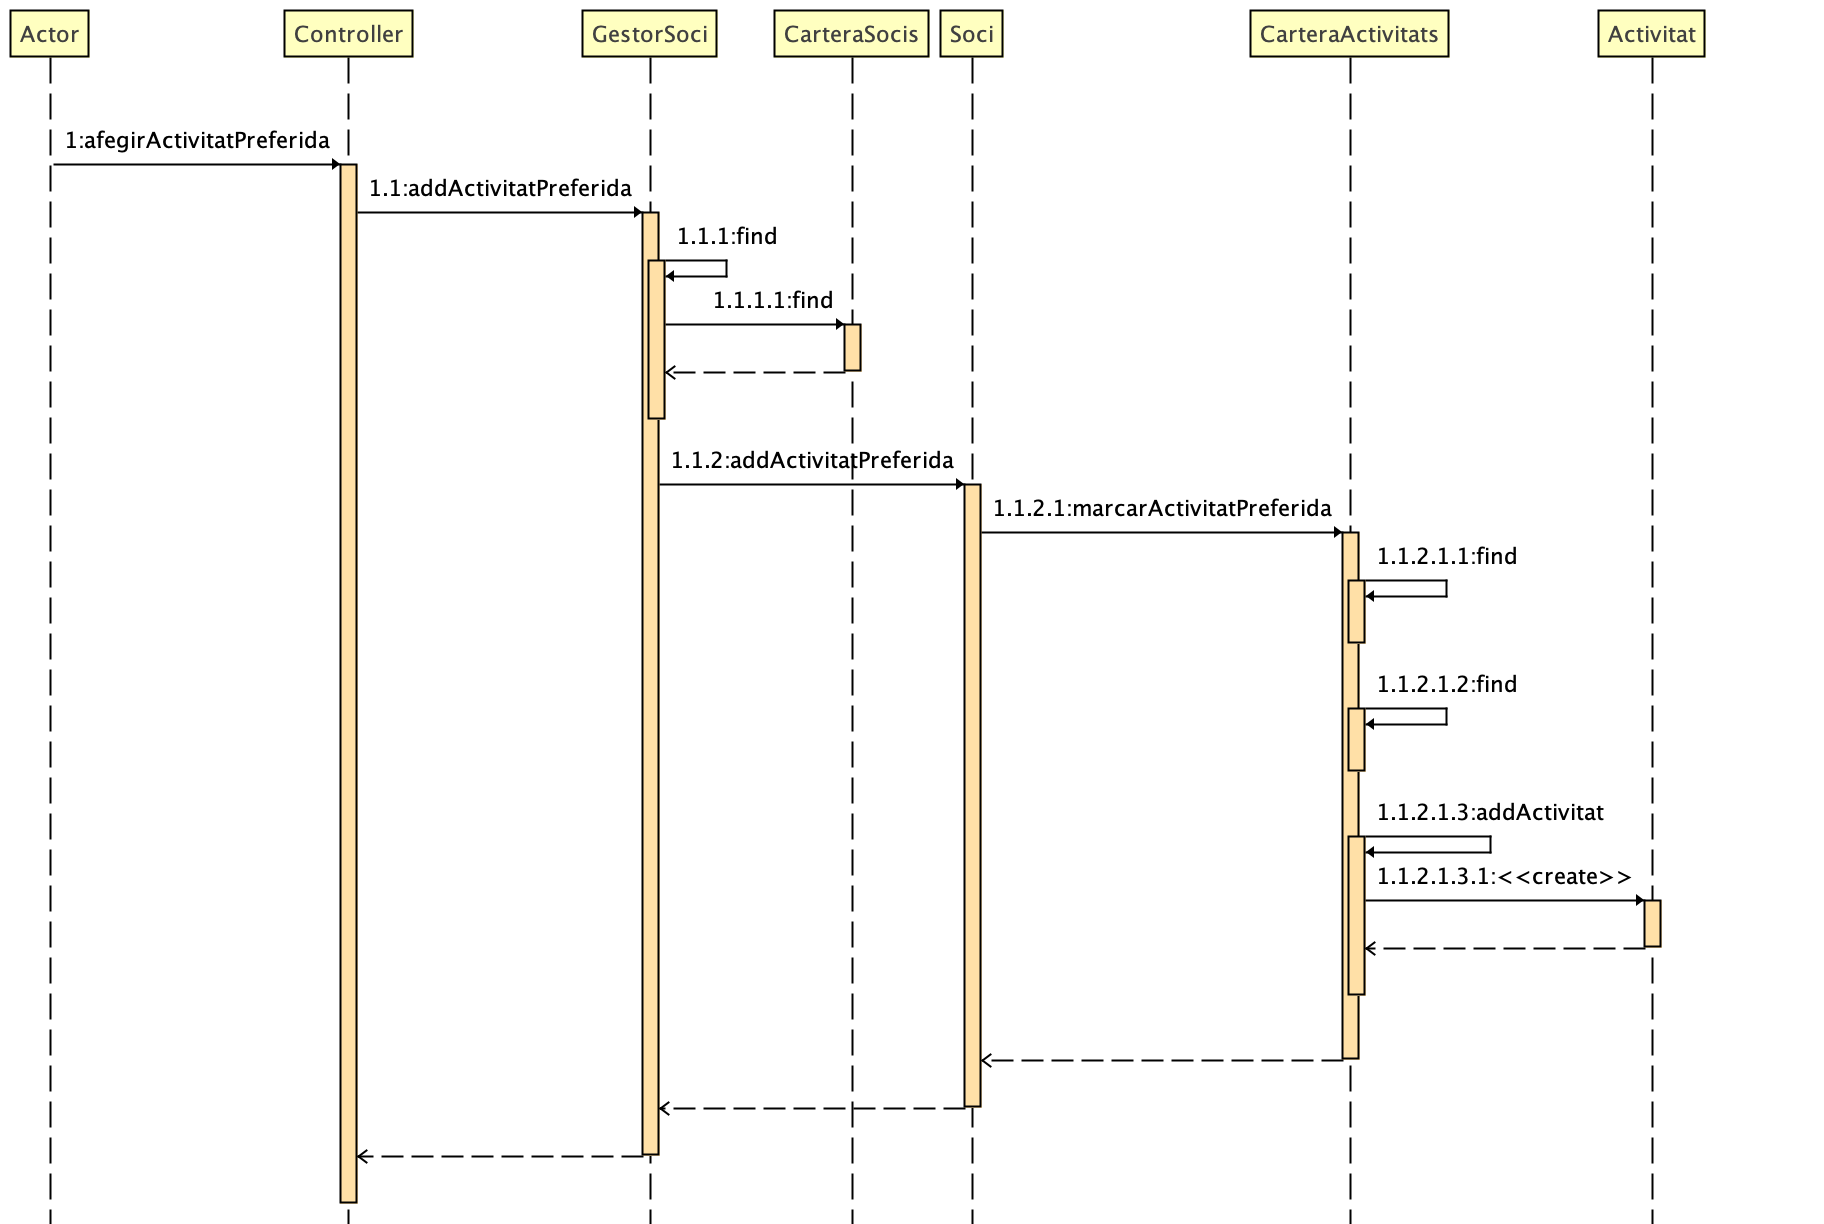 Actor
Controller
GestorSoci
CarteraSocis
Soci
CarteraActivitats
Activitat
1:afegirActivitatPreferida
1.1:addActivitatPreferida
1.1.1:find
1.1.1.1:find
1.1.2:addActivitatPreferida
1.1.2.1:marcarActivitatPreferida
1.1.2.1.1:find
1.1.2.1.2:find
1.1.2.1.3:addActivitat
1.1.2.1.3.1:<<create>>